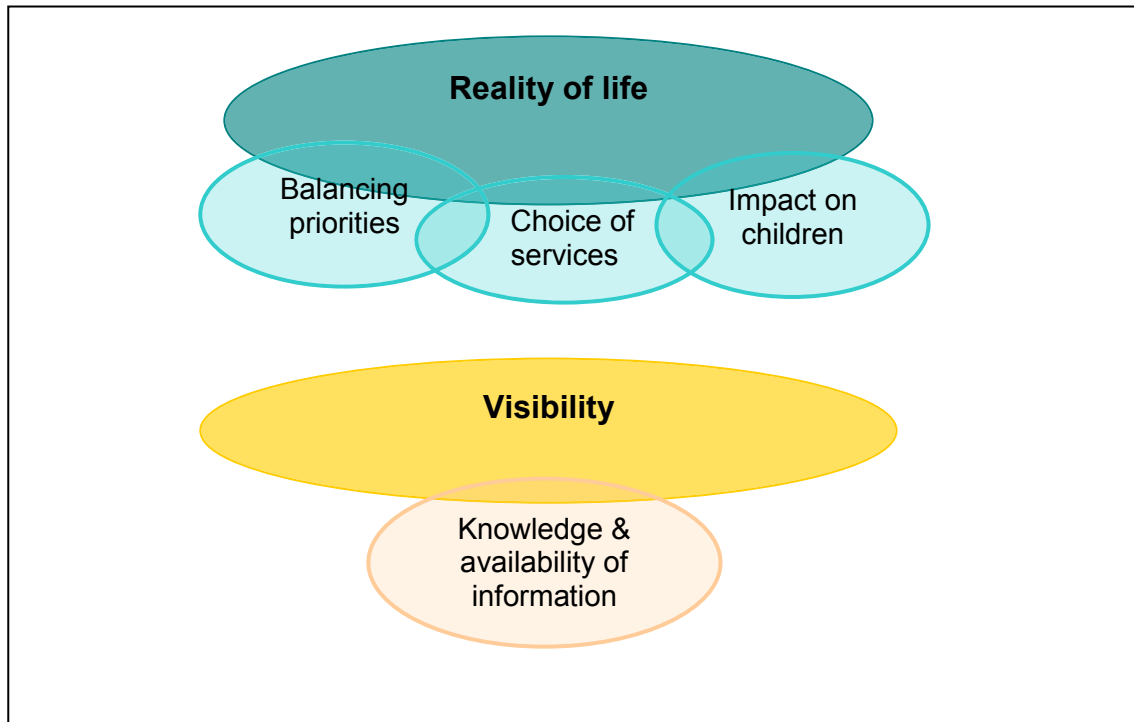 Reality of life
Balancing
priorities
Choice of
services
Impact on
children
Visibility
Knowledge &
availability of
information